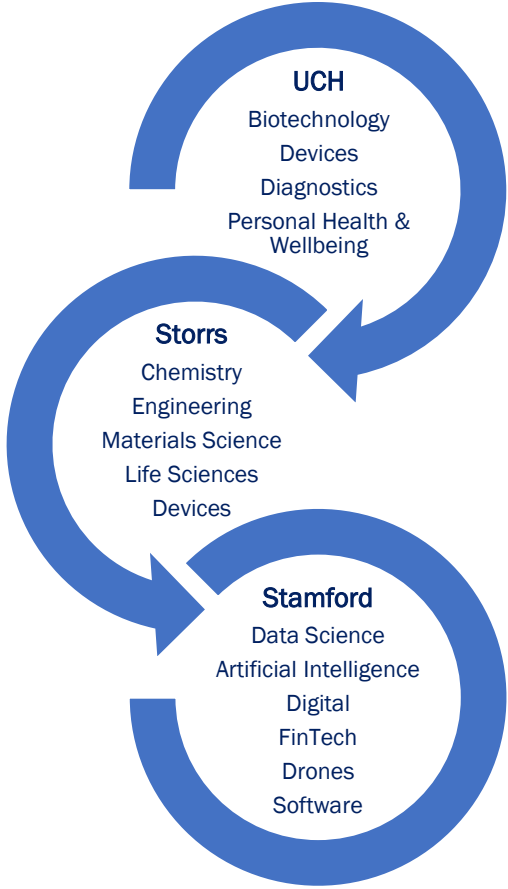 UCH
Biotechnology
Devices
Diagnostics
Personal Health &
Wellbeing
Storrs
Chemistry
Engineering
Materials Science
Life Sciences
Devices
Stamford
Data Science
Artificial Intelligence
Digital
FinTech
Drones
Software